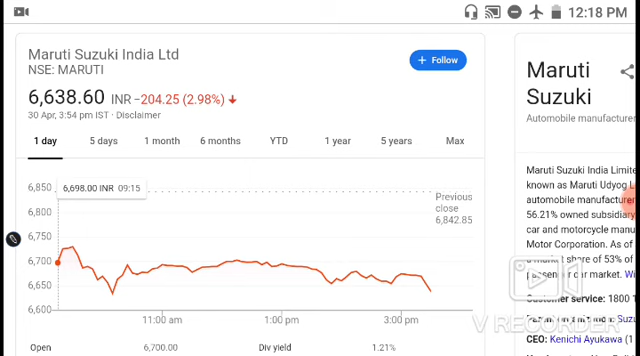 12:18 PM
Maruti Suzuki India Ltd
NSE: MARUTI
+ Follow
6,638.60 INR −204.25 (2.98%)
30 Apr, 3:54 pm IST · Disclaimer
1 day 5 days 1 month 6 months YTD 1 year 5 years Max
6,850
6,800
6,750
6,700
6,650
6,600
6,698.00 INR 09:15
Previous
close
6,842.85
11:00 am 1:00 pm 3:00 pm
Open 6,700.00 Div yield 1.21%
Maruti
Suzuki
Automobile manufacturer
Maruti Suzuki India Limite
known as Maruti Udyog L
automobile manufacturer
56.21% owned subsidiary
car and motorcycle manu
Motor Corporation. As of
a market share of 53% of
passenger car market. Wi
Customer service: 1800 1
Suzu
CEO: Kenichi Ayukawa (1
V RECORDER